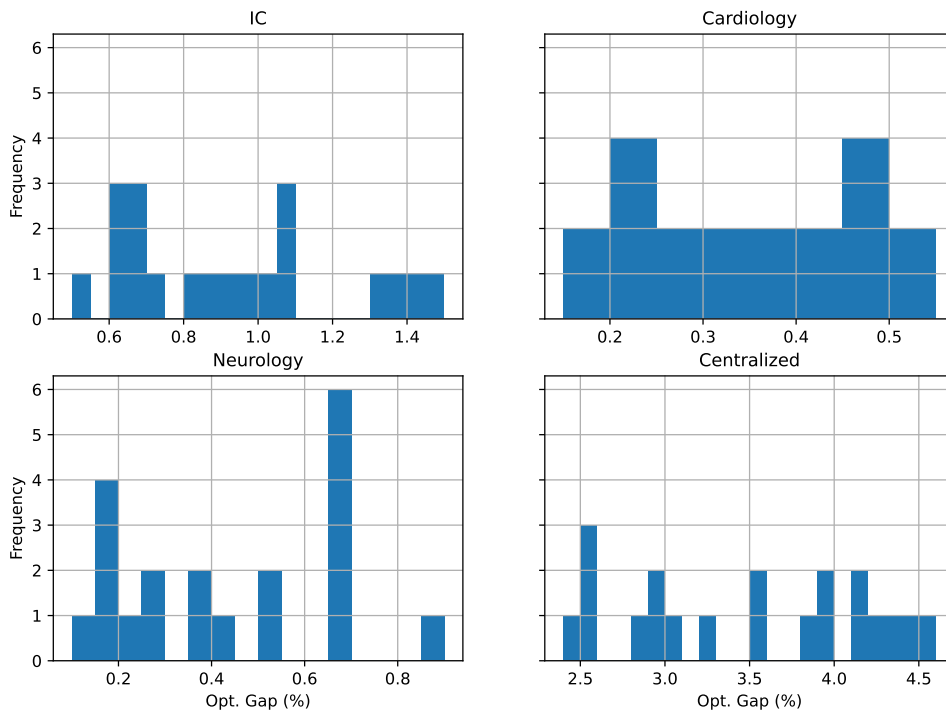 IC
Cardiology
Frequency
6
5
4
3
2
1
0
0.6 0.8 1.0 1.2 1.4
0.2 0.3 0.4 0.5
Neurology
Centralized
Frequency
6
5
4
3
2
1
0
0.2 0.4 0.6 0.8
2.5 3.0 3.5 4.0 4.5
Opt. Gap (%)
Opt. Gap (%)